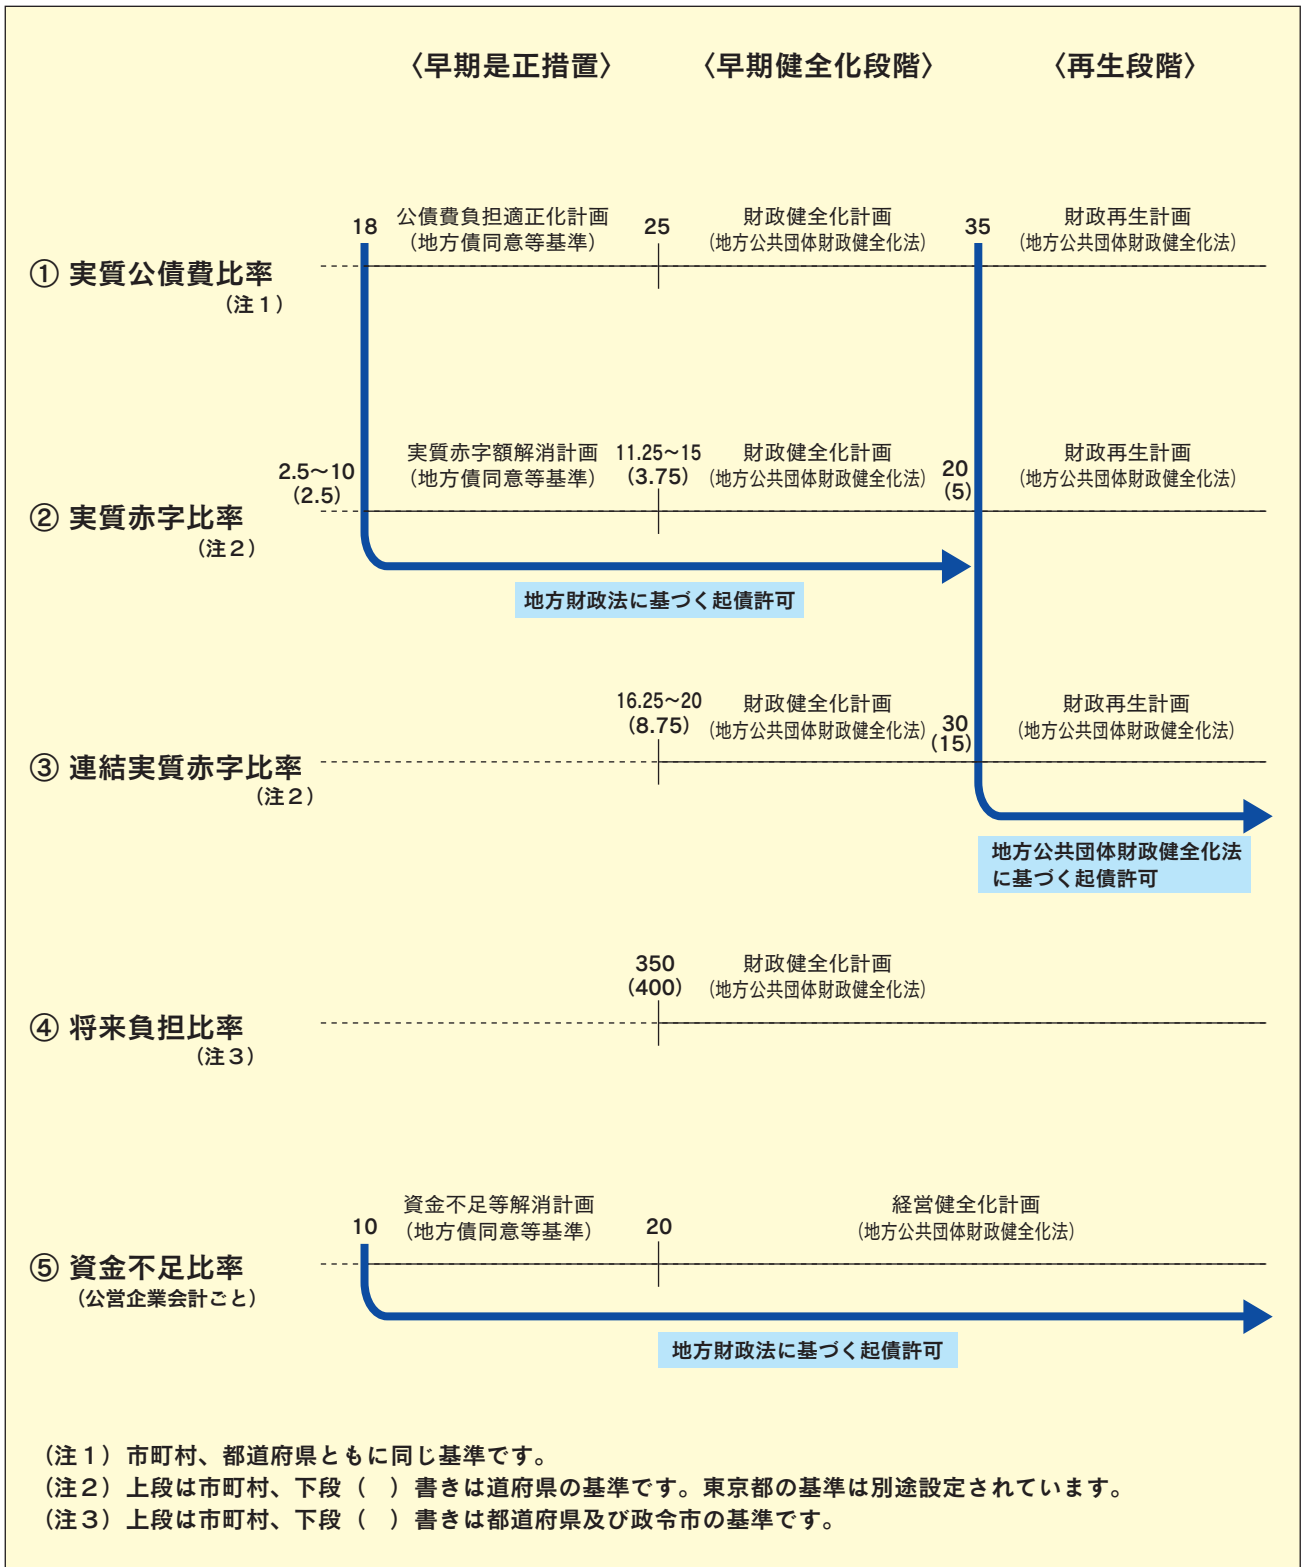 〈早期是正措置〉 〈早期健全化段階〉 〈再生段階〉
18 公債費負担適正化計画 25 財政健全化計画 35 財政再生計画
（地方債同意等基準） （地方公共団体財政健全化法） （地方公共団体財政健全化法）
① 実質公債費比率
（注１）
2.5～10 実質赤字額解消計画 11.25～15 財政健全化計画 20 財政再生計画
（2.5） （地方債同意等基準） （3.75） （地方公共団体財政健全化法） （5） （地方公共団体財政健全化法）
② 実質赤字比率
（注２）
地方財政法に基づく起債許可
16.25～20 財政健全化計画 30 財政再生計画
（8.75） （地方公共団体財政健全化法） （15） （地方公共団体財政健全化法）
③ 連結実質赤字比率
（注２）
地方公共団体財政健全化法
に基づく起債許可
350 財政健全化計画
（400） （地方公共団体財政健全化法）
④ 将来負担比率
（注３）
10 資金不足等解消計画 20 経営健全化計画
（地方債同意等基準） （地方公共団体財政健全化法）
⑤ 資金不足比率
（公営企業会計ごと）
地方財政法に基づく起債許可
（注１）市町村、都道府県ともに同じ基準です。
（注２）上段は市町村、下段（　）書きは道府県の基準です。東京都の基準は別途設定されています。
（注３）上段は市町村、下段（　）書きは都道府県及び政令市の基準です。